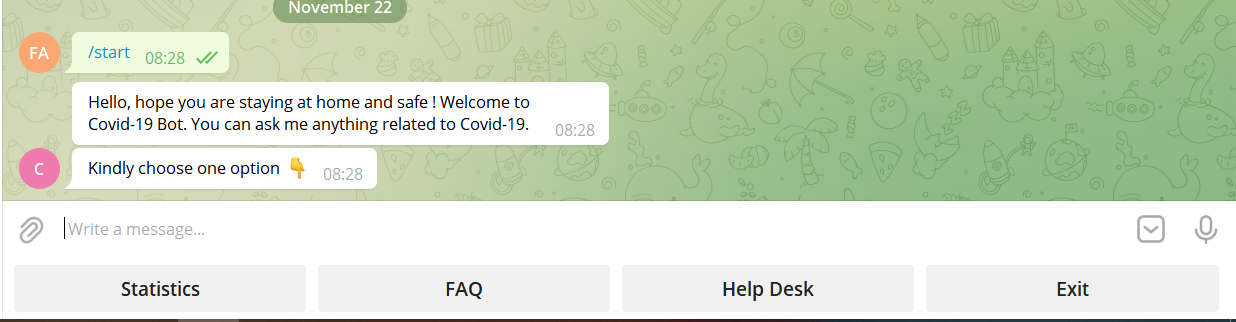 November 22
FA
/start 08:28
Hello, hope you are staying at home and safe ! Welcome to
Covid-19 Bot. You can ask me anything related to Covid-19. 08:28
C
Kindly choose one option 👇 08:28
Write a message...
Statistics FAQ Help Desk Exit